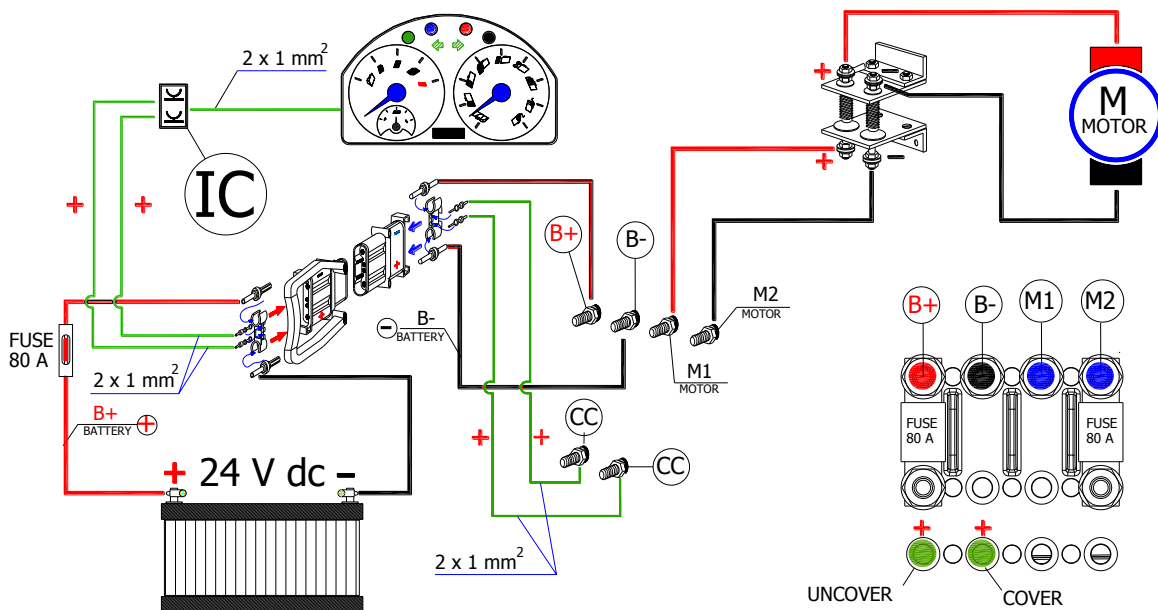 2 x 1 mm²
IC
+
+
FUSE
80 A
2 x 1 mm²
B+
BATTERY
+
+ 24 V dc -
B-
BATTERY
-
B+
B-
M1
MOTOR
M2
MOTOR
CC
CC
+
+
2 x 1 mm²
+
-
+
-
M
MOTOR
B+
B-
M1
M2
FUSE
80 A
FUSE
80 A
+
+
UNCOVER
COVER